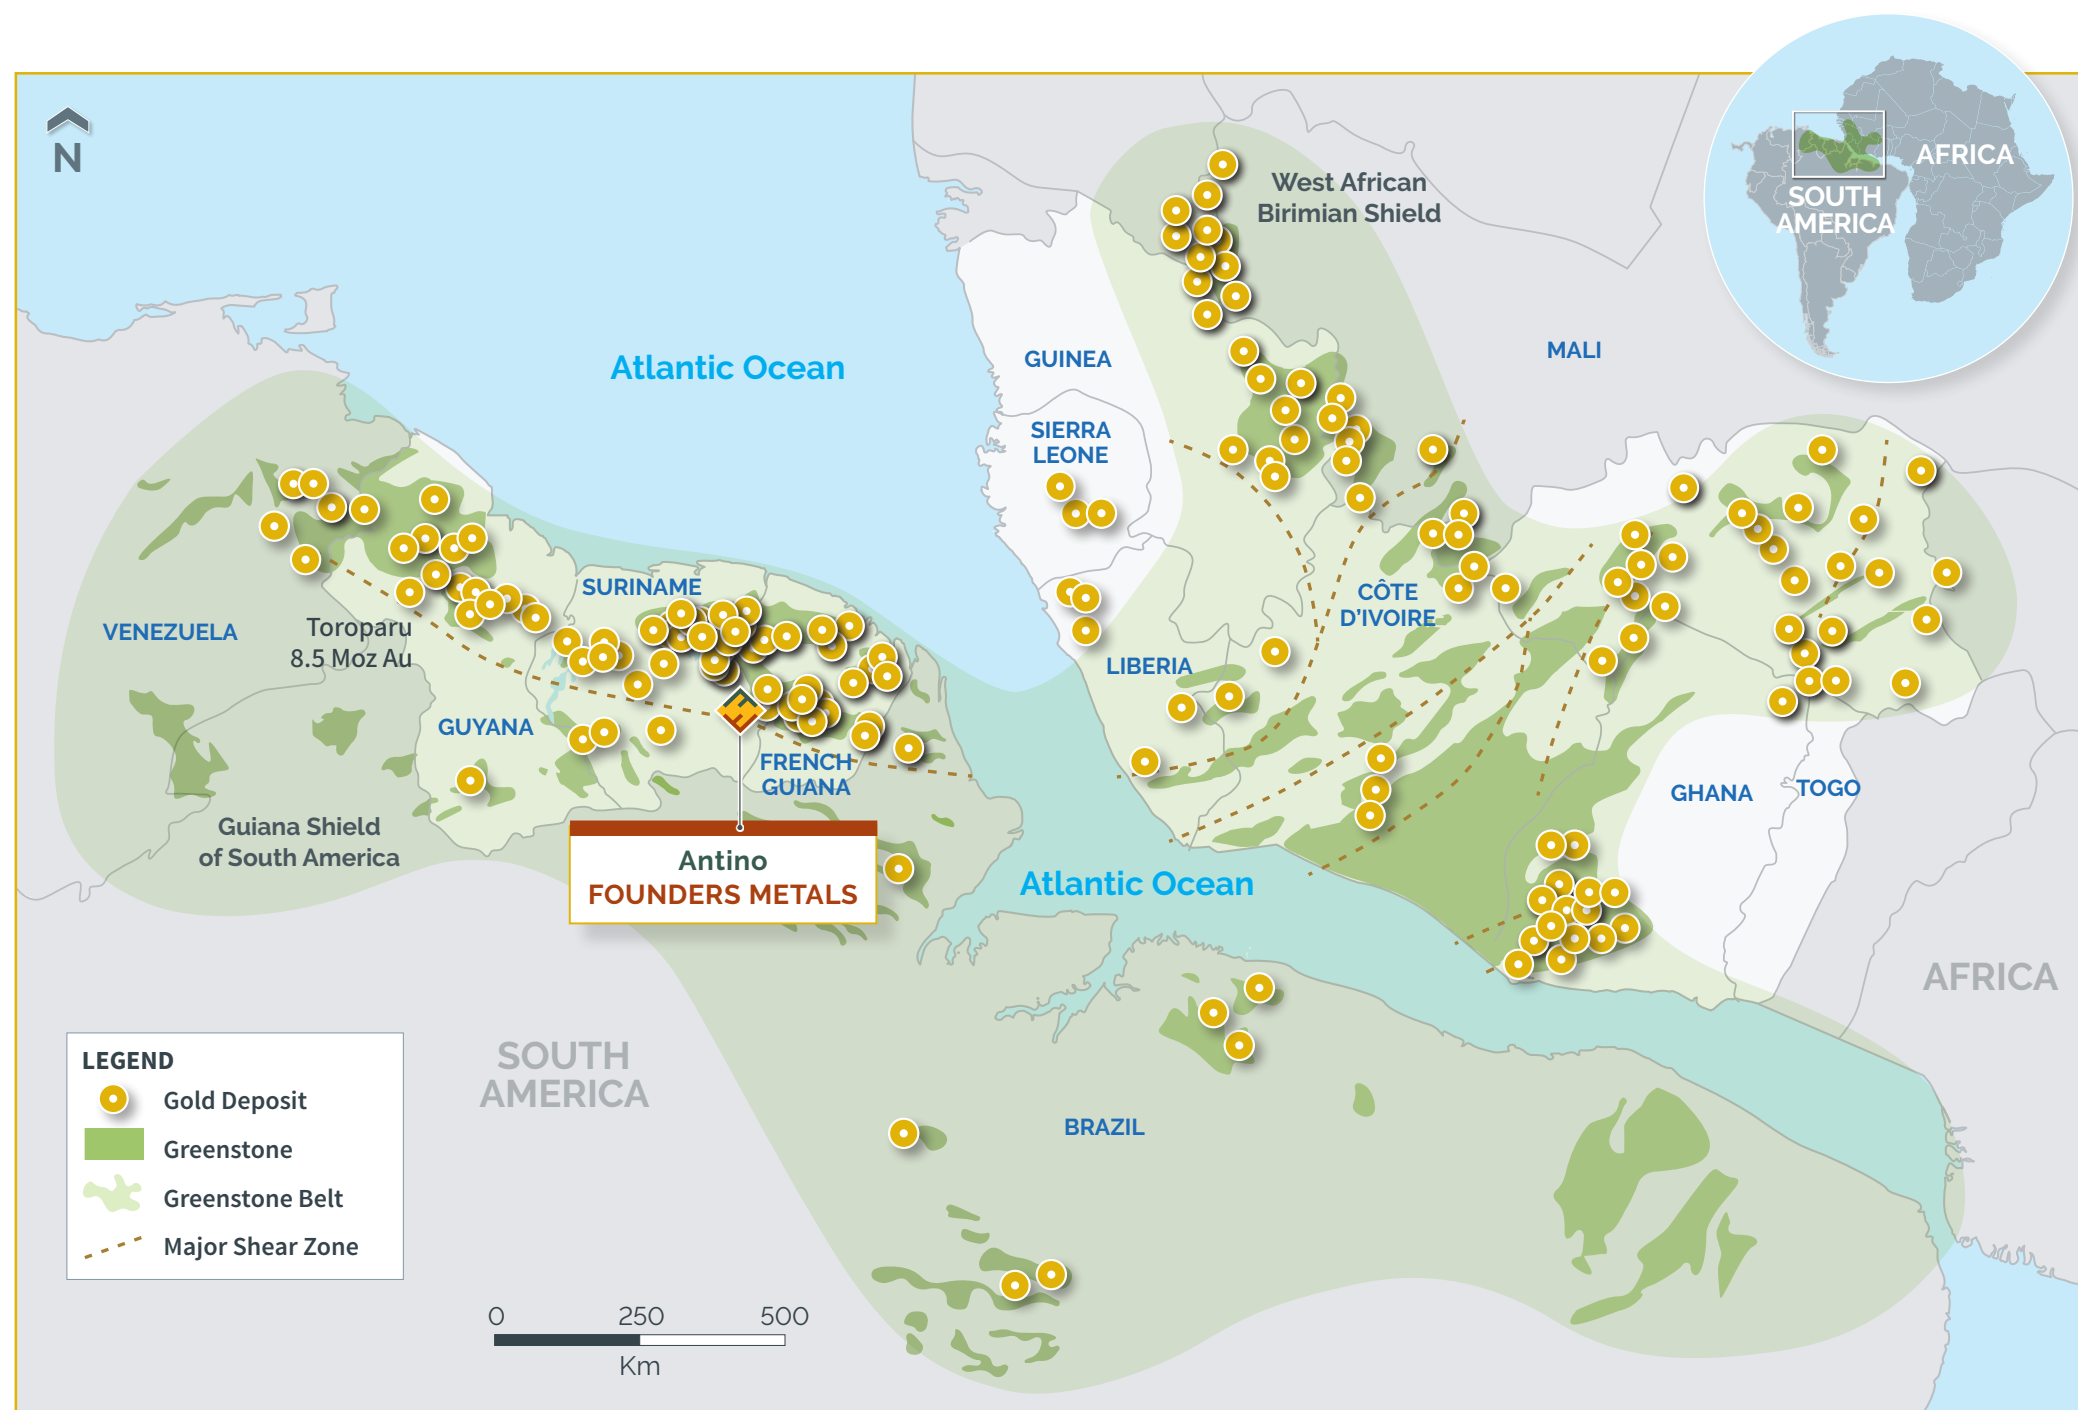 N
West African
Birimian Shield
AFRICA
SOUTH
AMERICA
Atlantic Ocean
GUINEA
MALI
SIERRA
LEONE
SURINAME
CÔTE
D'IVOIRE
VENEZUELA
Toroparu
8.5 Moz Au
LIBERIA
GUYANA
FRENCH
GUIANA
GHANA
TOGO
Guiana Shield
of South America
Antino
FOUNDERS METALS
Atlantic Ocean
AFRICA
SOUTH
AMERICA
BRAZIL
LEGEND
Gold Deposit
Greenstone
Greenstone Belt
Major Shear Zone
0 250 500
Km